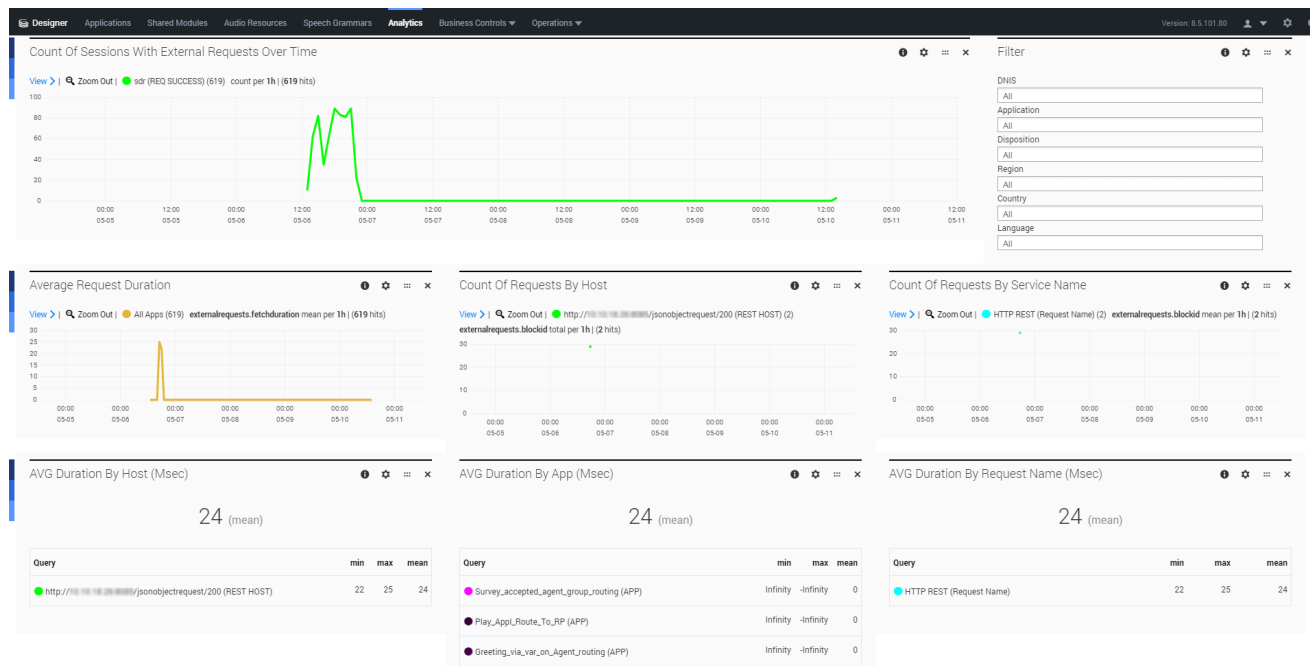 Designer Applications Shared Modules Audio Resources Speech Grammars Analytics Business Controls Operations Version: 8.5.101.80
Count Of Sessions With External Requests Over Time
View > | Zoom Out | sdr (REQ SUCCESS) (619) count per 1h | (619 hits)
100
80
60
40
20
0
00:00 12:00 00:00 12:00 00:00 12:00 00:00 12:00 00:00 12:00 00:00 12:00 00:00 12:00
05-05 05-05 05-06 05-06 05-07 05-07 05-08 05-08 05-09 05-09 05-10 05-10 05-11 05-11
Filter
DNIS
All
Application
All
Disposition
All
Region
All
Country
All
Language
All
Average Request Duration
View > | Zoom Out | All Apps (619) externalrequests.fetchduration mean per 1h | (619 hits)
30
25
20
15
10
5
0
00:00 00:00 00:00 00:00 00:00 00:00 00:00
05-05 05-06 05-07 05-08 05-09 05-10 05-11
Count Of Requests By Host
View > | Zoom Out | http:// /jsonobjectrequest/200 (REST HOST) (2)
externalrequests.blockid total per 1h | (2 hits)
30
20
10
0
00:00 00:00 00:00 00:00 00:00 00:00 00:00
05-05 05-06 05-07 05-08 05-09 05-10 05-11
Count Of Requests By Service Name
View > | Zoom Out | HTTP REST (Request Name) (2) externalrequests.blockid mean per 1h | (2 hits)
30
20
10
0
00:00 00:00 00:00 00:00 00:00 00:00 00:00
05-05 05-06 05-07 05-08 05-09 05-10 05-11
AVG Duration By Host (Msec)
24 (mean)
Query min max mean
http:// /jsonobjectrequest/200 (REST HOST) 22 25 24
AVG Duration By App (Msec)
24 (mean)
Query min max mean
Survey_accepted_agent_group_routing (APP) Infinity -Infinity 0
Play_Appl_Route_To_RP (APP) Infinity -Infinity 0
Greeting_via_var_on_Agent_routing (APP) Infinity -Infinity 0
AVG Duration By Request Name (Msec)
24 (mean)
Query min max mean
HTTP REST (Request Name) 22 25 24